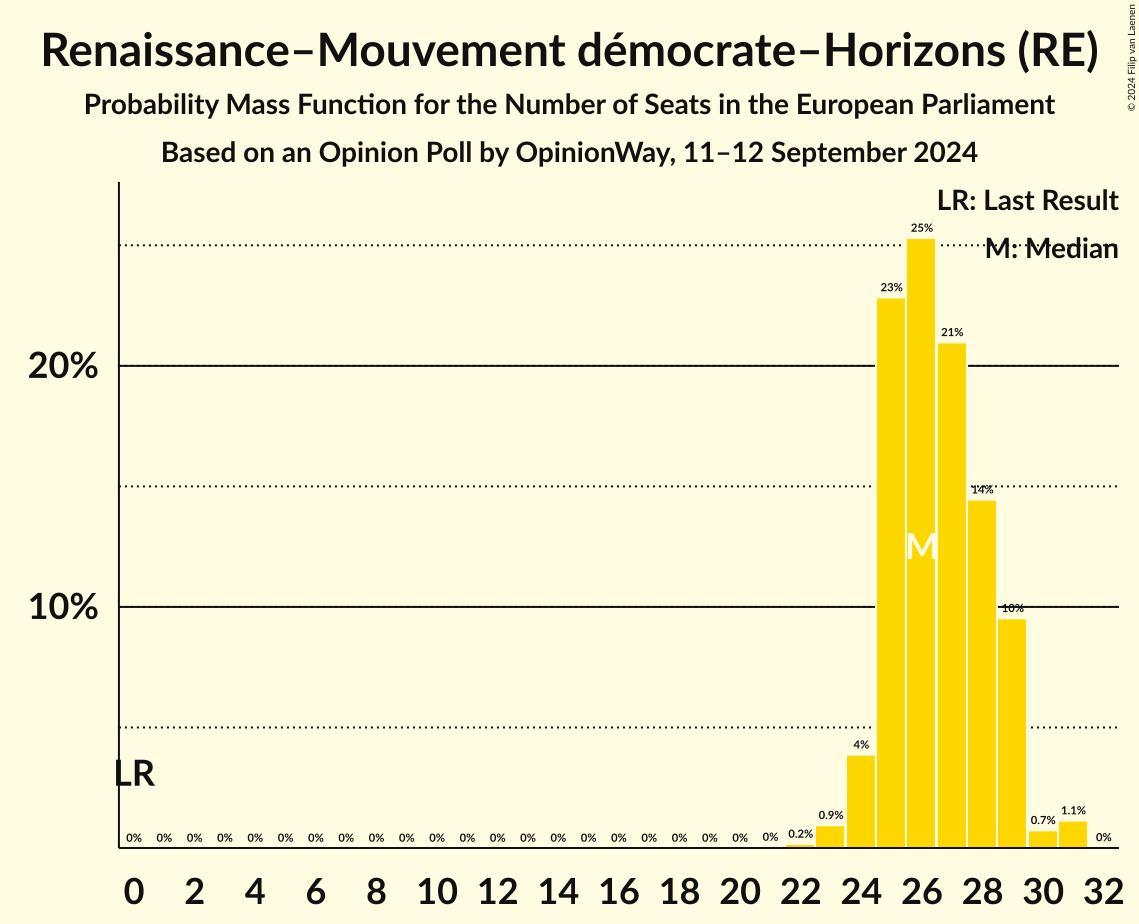 Renaissance–Mouvement démocrate–Horizons (RE)
Probability Mass Function for the Number of Seats in the European Parliament
Based on an Opinion Poll by OpinionWay, 11–12 September 2024
© 2024 Filip van Laenen
LR: Last Result
M: Median
25%
23%
21%
20%
14%
M
10%
10%
4%
LR
0% 0% 0% 0% 0% 0% 0% 0% 0% 0% 0% 0% 0% 0% 0% 0% 0% 0% 0% 0% 0% 0% 0.2% 0.9% 0.7% 1.1% 0%
0 2 4 6 8 10 12 14 16 18 20 22 24 26 28 30 32